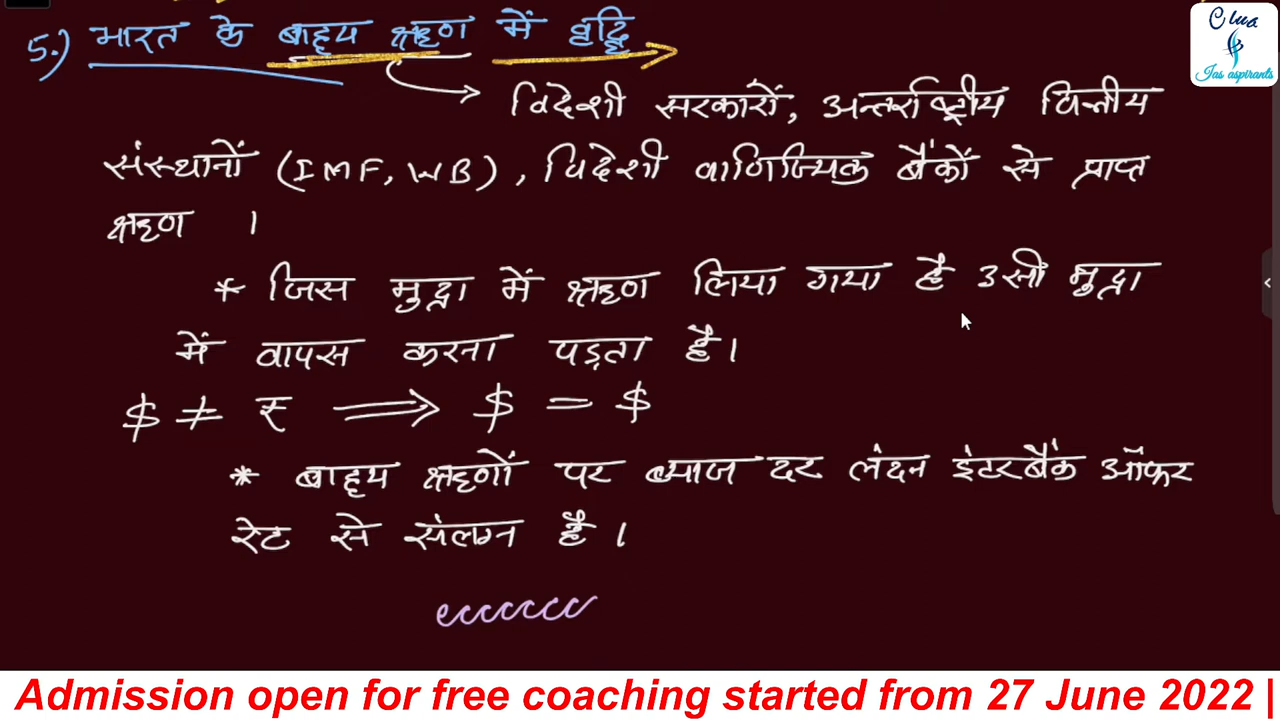 Clue
Ias aspirants
5.) भारत के बाह्य ऋण में वृद्धि
विदेशी सरकारों, अन्तर्राष्ट्रीय वित्तीय
संस्थानों (IMF, WB), विदेशी वाणिज्यिक बैंकों से प्राप्त
ऋण ।
* जिस मुद्रा में ऋण लिया गया है उसी मुद्रा
में वापस करना पड़ता है।
$ ≠ ₹ ⟹ $ = $
* बाह्य ऋणों पर ब्याज दर लंदन इंटरबैंक ऑफर
रेट से संलग्न है ।
Admission open for free coaching started from 27 June 2022 |